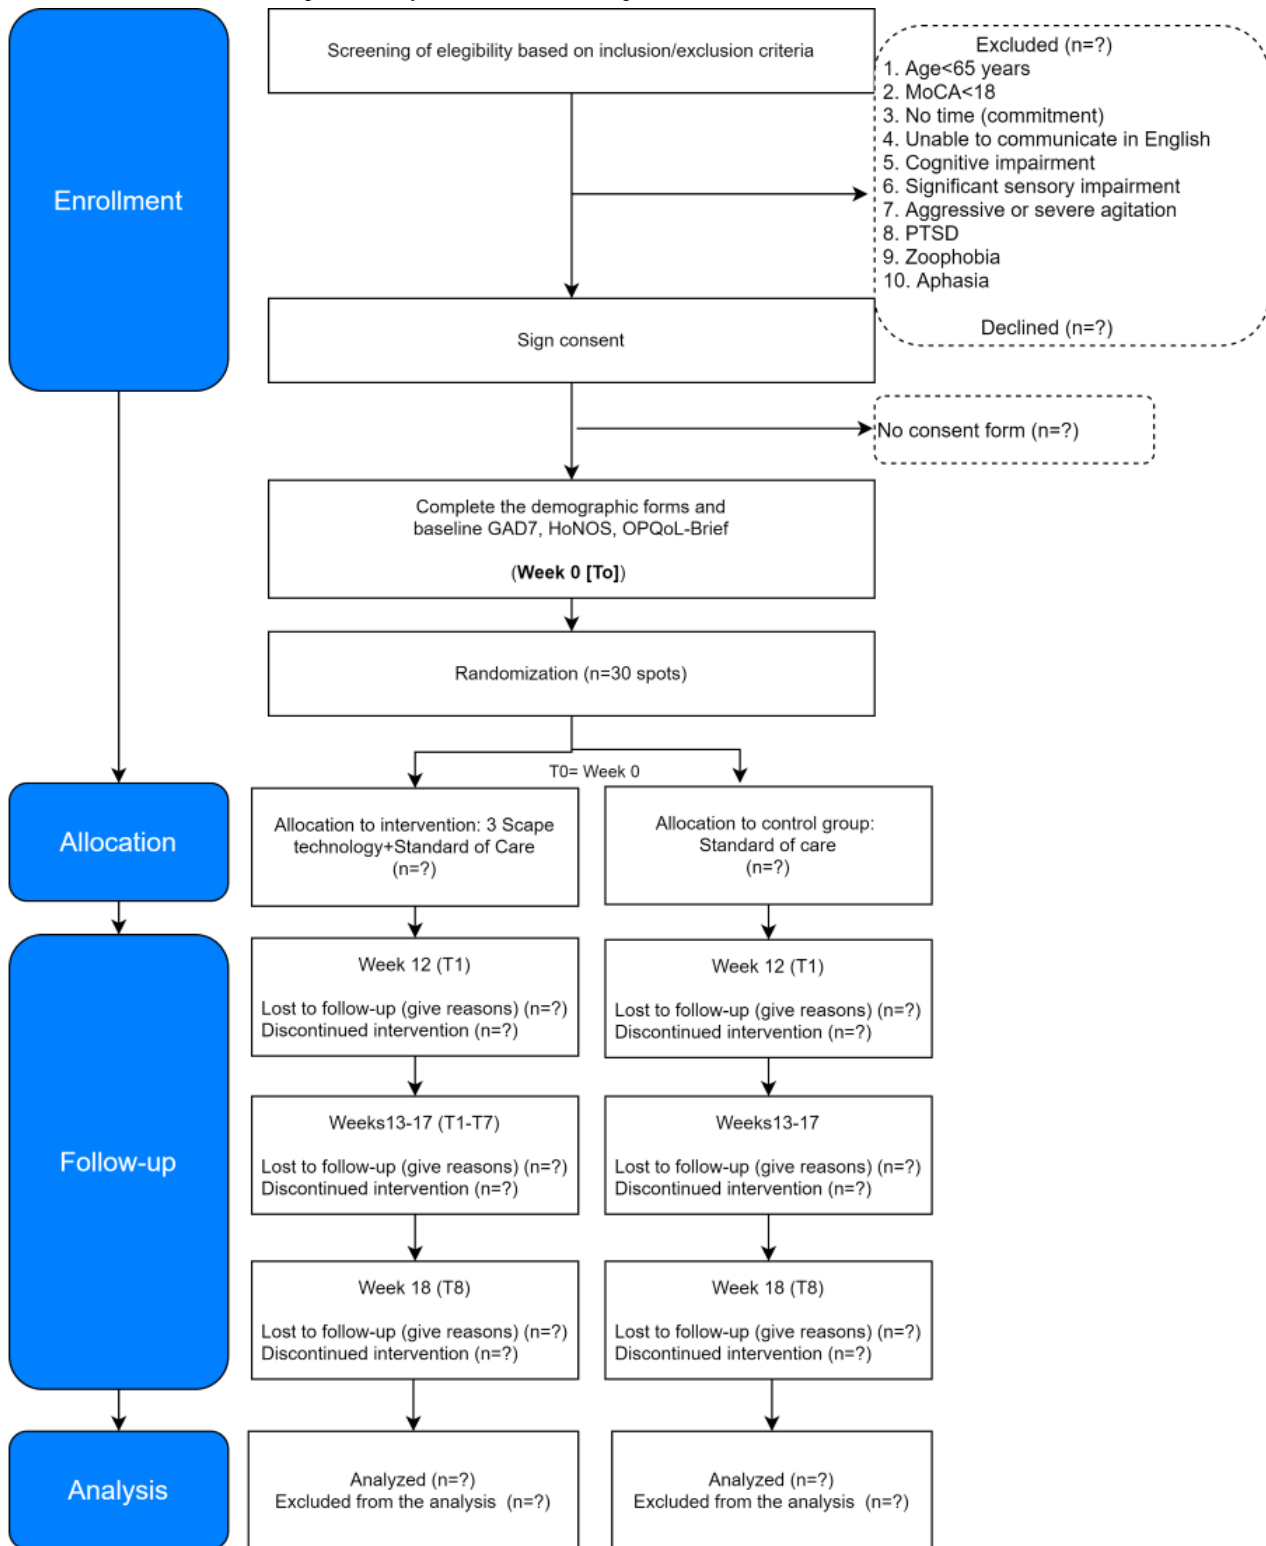 Screening of elegibility based on inclusion/exclusion criteria
Excluded (n=?)
1. Age<65 years
2. MoCA<18
3. No time (commitment)
4. Unable to communicate in English
5. Cognitive impairment
6. Significant sensory impairment
7. Aggressive or severe agitation
8. PTSD
9. Zoophobia
10. Aphasia
Declined (n=?)
Enrollment
Sign consent
No consent form (n=?)
Complete the demographic forms and
baseline GAD7, HoNOS, OPQoL-Brief
(Week 0 [To])
Randomization (n=30 spots)
T0= Week 0
Allocation
Allocation to intervention: 3 Scape
technology+Standard of Care
(n=?)
Allocation to control group:
Standard of care
(n=?)
Follow-up
Week 12 (T1)
Lost to follow-up (give reasons) (n=?)
Discontinued intervention (n=?)
Week 12 (T1)
Lost to follow-up (give reasons) (n=?)
Discontinued intervention (n=?)
Weeks13-17 (T1-T7)
Lost to follow-up (give reasons) (n=?)
Discontinued intervention (n=?)
Weeks13-17
Lost to follow-up (give reasons) (n=?)
Discontinued intervention (n=?)
Week 18 (T8)
Lost to follow-up (give reasons) (n=?)
Discontinued intervention (n=?)
Week 18 (T8)
Lost to follow-up (give reasons) (n=?)
Discontinued intervention (n=?)
Analysis
Analyzed (n=?)
Excluded from the analysis (n=?)
Analyzed (n=?)
Excluded from the analysis (n=?)